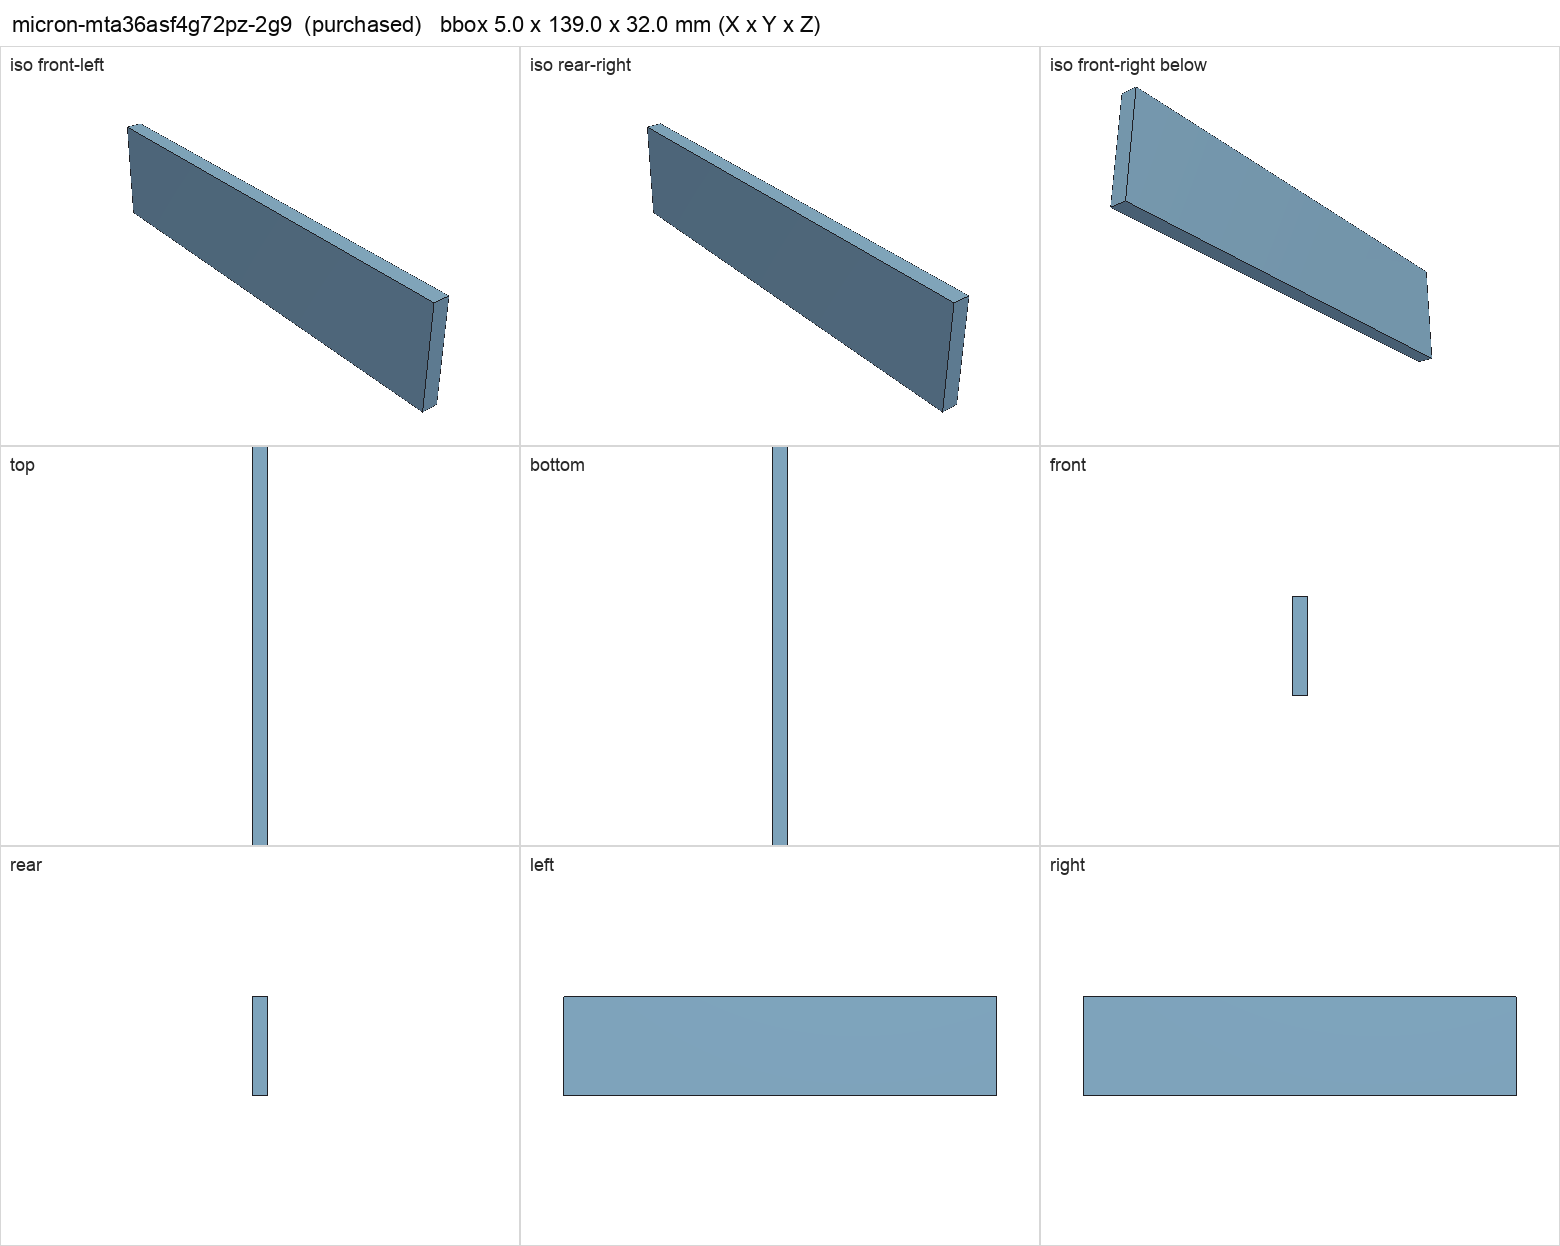 micron-mta36asf4g72pz-2g9 (purchased) bbox 5.0 x 139.0 x 32.0 mm (X x Y x Z)
iso front-left
iso rear-right
iso front-right below
top
bottom
front
rear
left
right